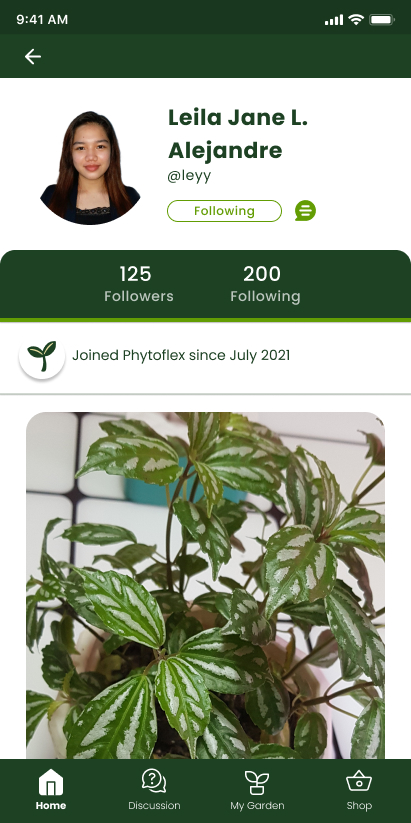 9:41 AM
Leila Jane L.
Alejandre
@leyy
Following
125
Followers
200
Following
Joined Phytoflex since July 2021
Home
Discussion
My Garden
Shop